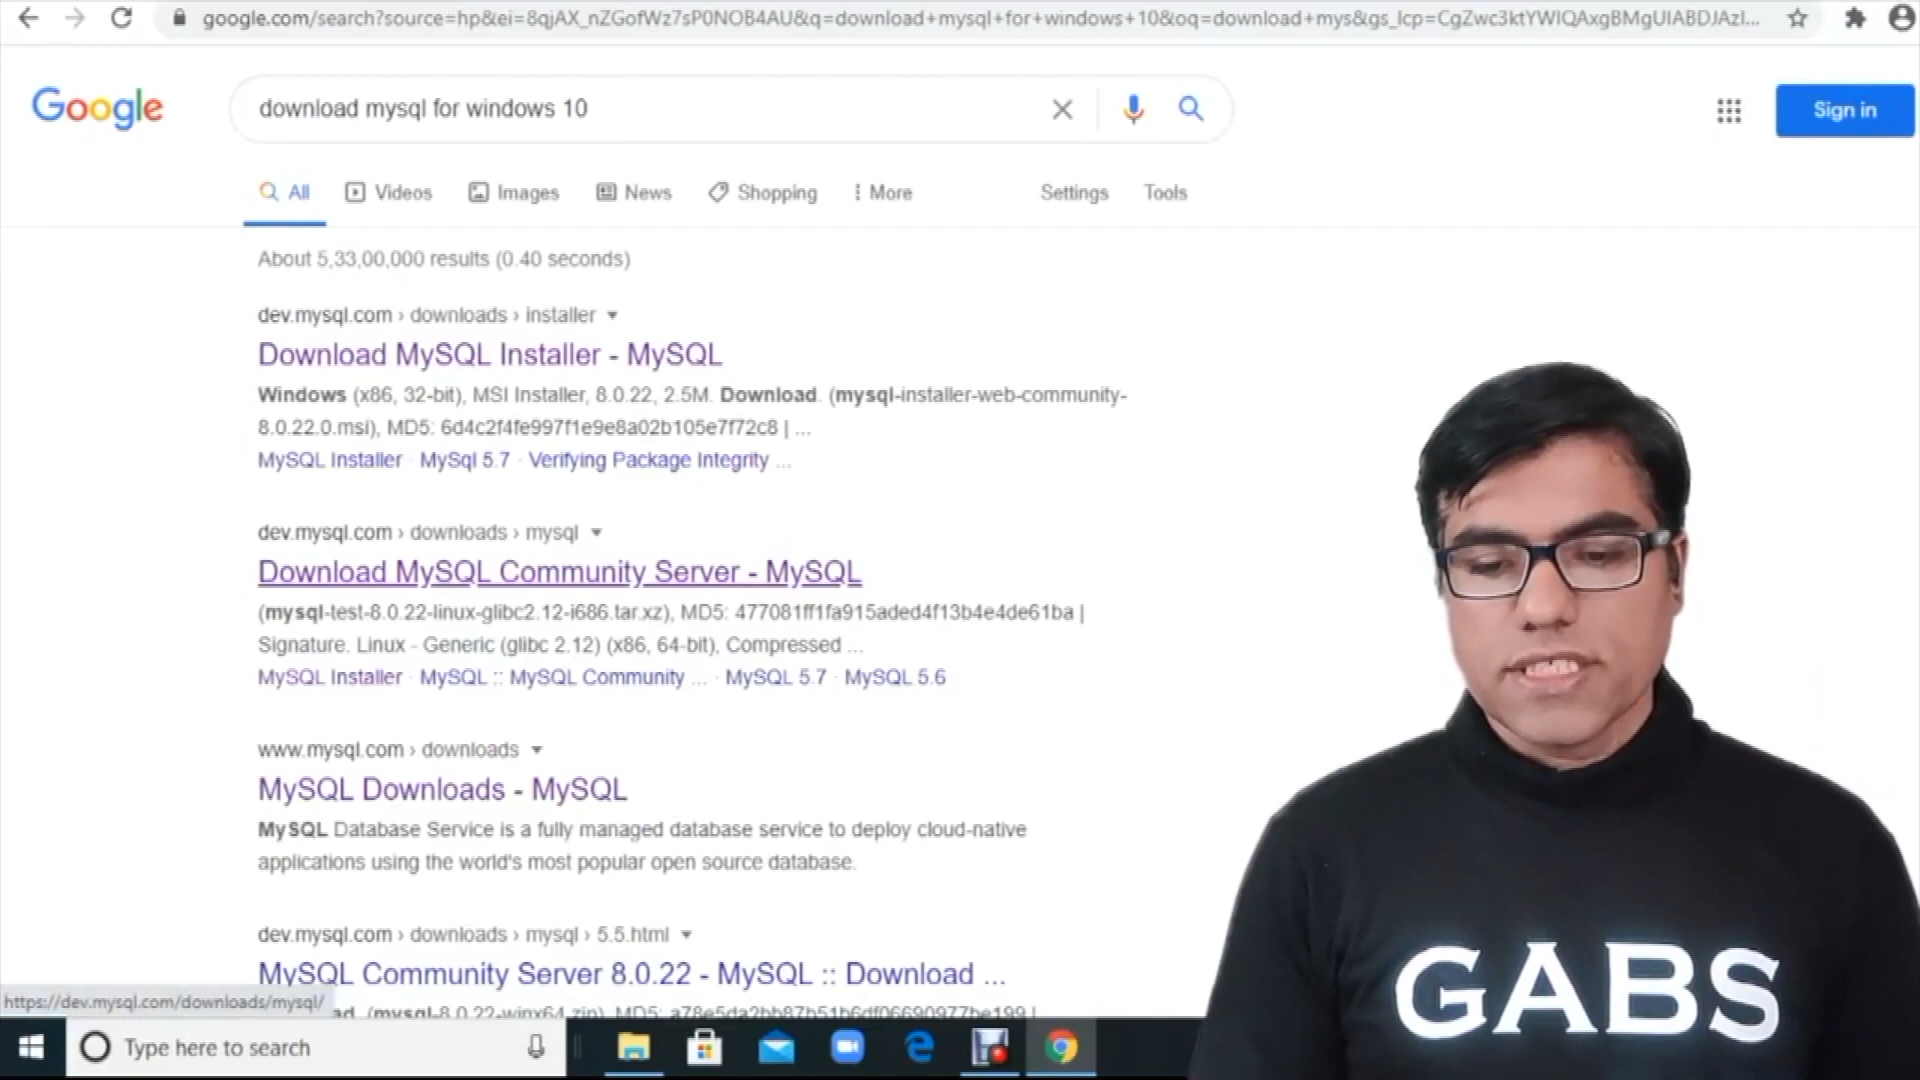 google.com/search?source=hp&ei=8qjAX_nZGofWz7sP0NOB4AU&q=download+mysql+for+windows+10&oq=download+mys&gs_lcp=CgZwc3ktYWIQAxgBMgUIABDJAzI...
Google
download mysql for windows 10
Sign in
All
Videos
Images
News
Shopping
More
Settings
Tools
About 5,33,00,000 results (0.40 seconds)
dev.mysql.com › downloads › installer
Download MySQL Installer - MySQL
Windows (x86, 32-bit), MSI Installer, 8.0.22, 2.5M. Download. (mysql-installer-web-community-
8.0.22.0.msi), MD5: 6d4c2f4fe997f1e9e8a02b105e7f72c8 | ...
MySQL Installer · MySql 5.7 · Verifying Package Integrity ...
dev.mysql.com › downloads › mysql
Download MySQL Community Server - MySQL
(mysql-test-8.0.22-linux-glibc2.12-i686.tar.xz), MD5: 477081ff1fa915aded4f13b4e4de61ba |
Signature. Linux - Generic (glibc 2.12) (x86, 64-bit), Compressed ...
MySQL Installer · MySQL :: MySQL Community ... · MySQL 5.7 · MySQL 5.6
www.mysql.com › downloads
MySQL Downloads - MySQL
MySQL Database Service is a fully managed database service to deploy cloud-native
applications using the world's most popular open source database.
dev.mysql.com › downloads › mysql › 5.5.html
MySQL Community Server 8.0.22 - MySQL :: Download ...
https://dev.mysql.com/downloads/mysql/
(mysql-8.0.22-winx64.zip), MD5: a78e5da2bb87b51b6df06690977be199 |
Type here to search
GABS